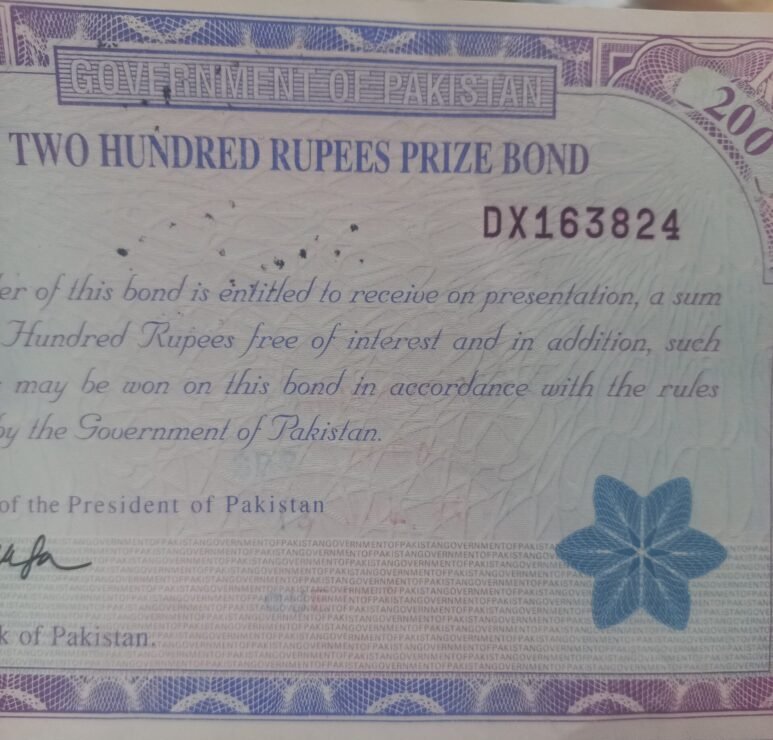 GOVERNMENT OF PAKISTAN
200
TWO HUNDRED RUPEES PRIZE BOND
DX163824
er of this bond is entitled to receive on presentation, a sum
Hundred Rupees free of interest and in addition, such
may be won on this bond in accordance with the rules
by the Government of Pakistan.
of the President of Pakistan
k of Pakistan.